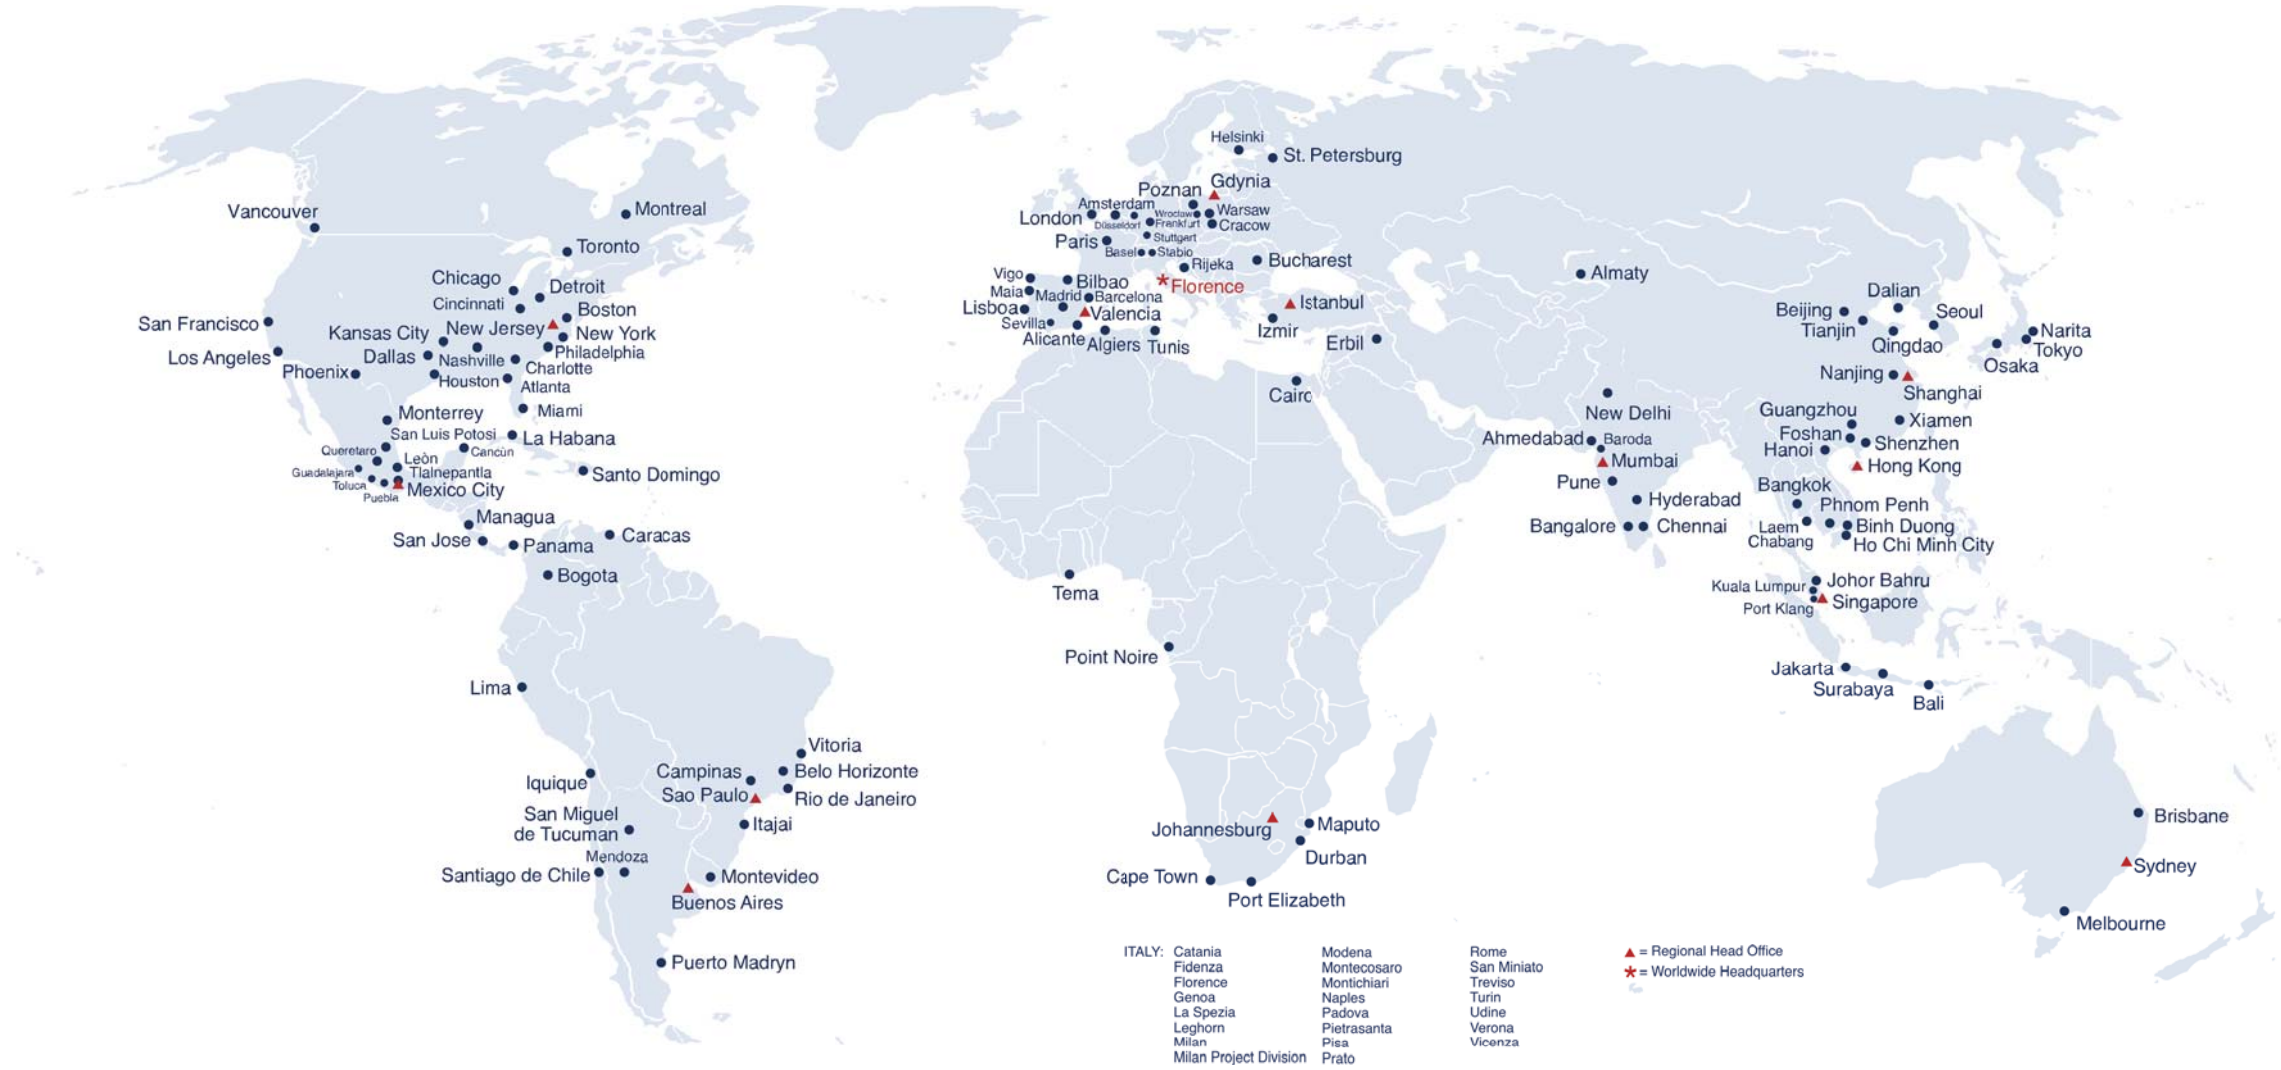 Helsinki
St. Petersburg
Gdynia
Poznan
Amsterdam
Warsaw
Wroclaw
London
Düsseldorf
Frankfurt
Cracow
Stuttgart
Paris
Basel
Stabio
Rijeka
Bucharest
Vigo
Bilbao
Florence
Maia
Madrid
Barcelona
Istanbul
Lisboa
Valencia
Sevilla
Izmir
Alicante
Algiers
Tunis
Erbil
Cairo
Vancouver
Montreal
Toronto
Chicago
Detroit
Cincinnati
Boston
San Francisco
Kansas City
New Jersey
New York
Los Angeles
Dallas
Nashville
Philadelphia
Phoenix
Charlotte
Houston
Atlanta
Miami
Monterrey
San Luis Potosi
La Habana
Queretaro
Cancùn
Leòn
Guadalajara
Tlalnepantla
Santo Domingo
Toluca
Mexico City
Puebla
Managua
San Jose
Panama
Caracas
Bogota
Lima
Vitoria
Campinas
Belo Horizonte
Iquique
Sao Paulo
Rio de Janeiro
San Miguel
de Tucuman
Itajai
Mendoza
Santiago de Chile
Montevideo
Buenos Aires
Puerto Madryn
Tema
Point Noire
Johannesburg
Maputo
Durban
Cape Town
Port Elizabeth
Almaty
Dalian
Beijing
Seoul
Tianjin
Narita
Qingdao
Tokyo
Osaka
Nanjing
Shanghai
New Delhi
Guangzhou
Xiamen
Foshan
Ahmedabad
Baroda
Shenzhen
Hanoi
Mumbai
Hong Kong
Pune
Bangkok
Hyderabad
Phnom Penh
Bangalore
Chennai
Laem
Chabang
Binh Duong
Ho Chi Minh City
Johor Bahru
Kuala Lumpur
Singapore
Port Klang
Jakarta
Surabaya
Bali
Brisbane
Sydney
Melbourne
ITALY: Catania
Fidenza
Florence
Genoa
La Spezia
Leghorn
Milan
Milan Project Division
Modena
Montecosaro
Montichiari
Naples
Padova
Pietrasanta
Pisa
Prato
Rome
San Miniato
Treviso
Turin
Udine
Verona
Vicenza
▲ = Regional Head Office
* = Worldwide Headquarters